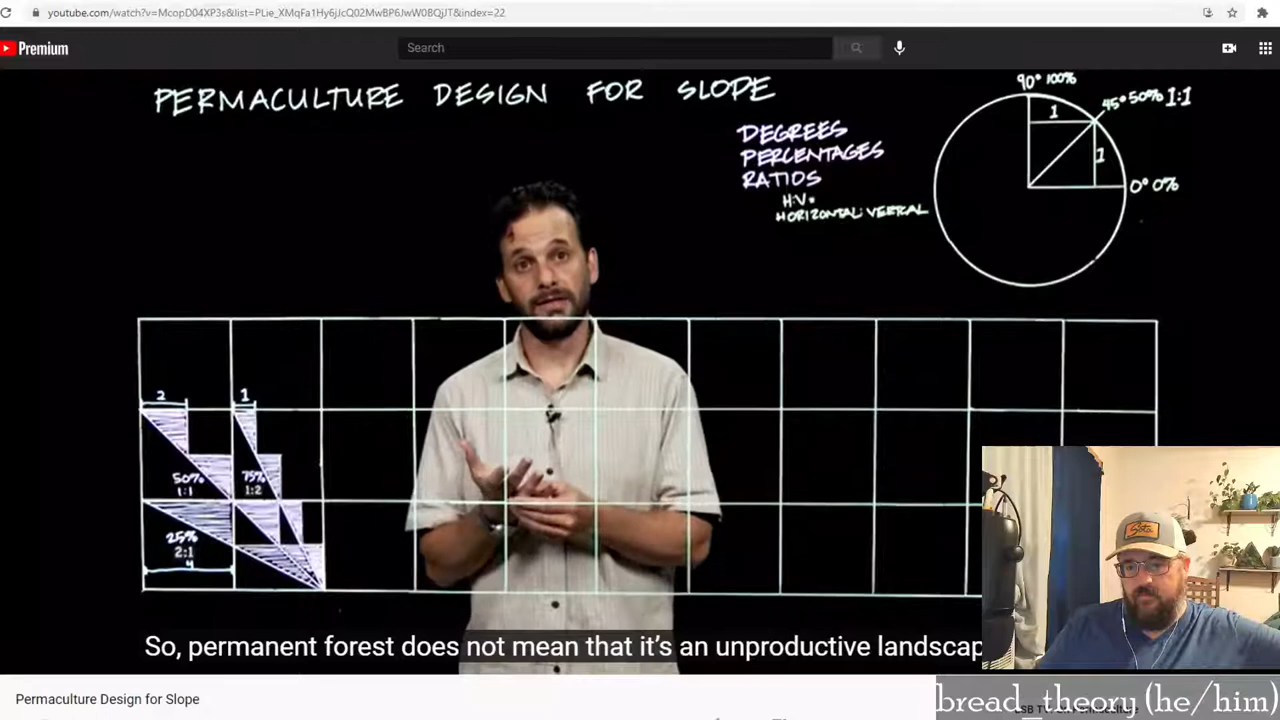 youtube.com/watch?v=McopD04XP3s&list=PLie_XMqFa1Hy6jJcQ02MwBP6JwW0BQjJT&index=22
Premium
Search
PERMACULTURE DESIGN FOR SLOPE
90° 100%
45° 50% 1:1
1
1
0° 0%
DEGREES
PERCENTAGES
RATIOS
H:V=
HORIZONTAL:VERTICAL
2
1
50%
1:1
75%
1:2
25%
2:1
4
So, permanent forest does not mean that it's an unproductive landscap
Permaculture Design for Slope
bread_theory (he/him)